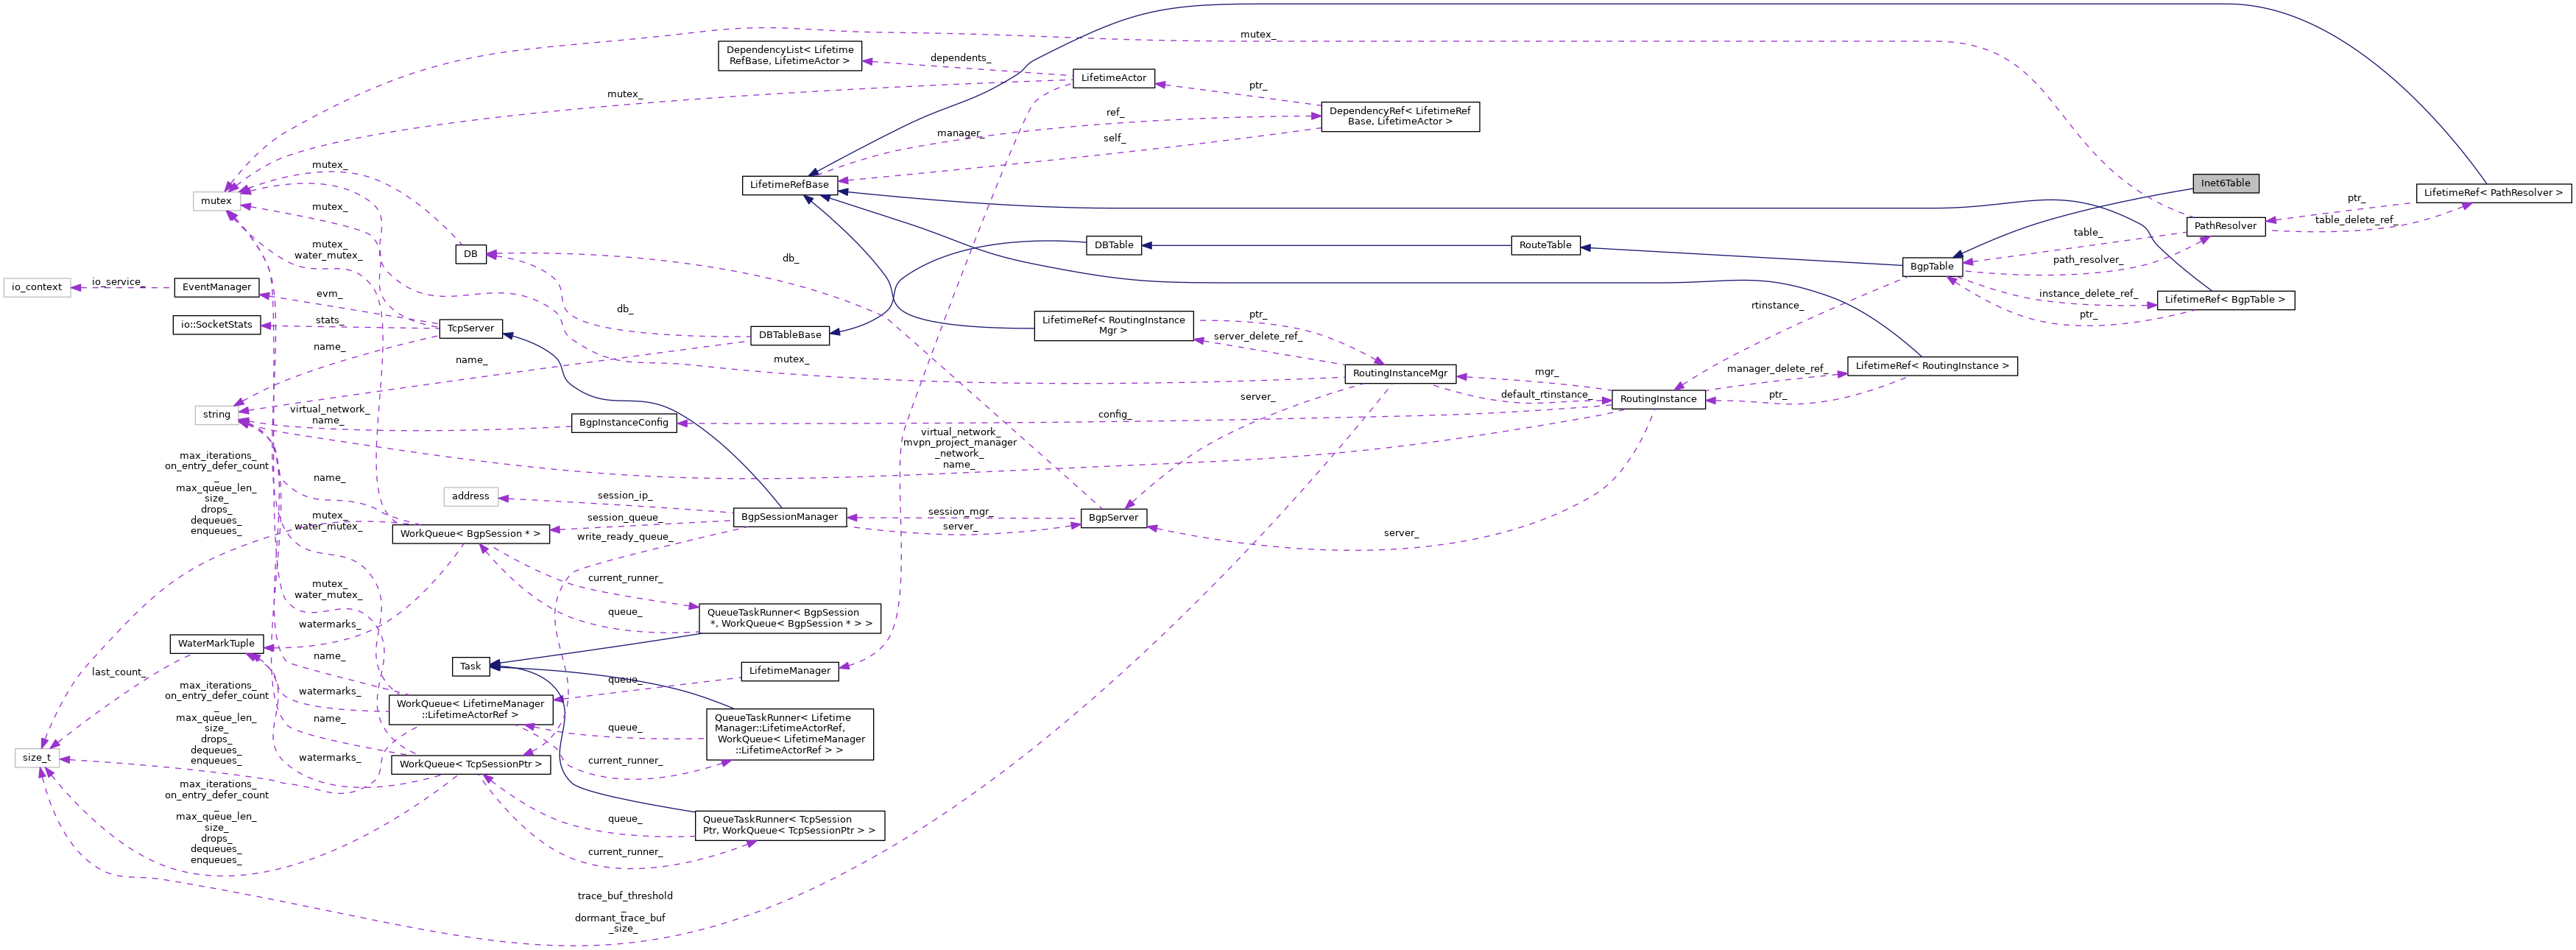 mutex_
DependencyList< Lifetime
RefBase, LifetimeActor >
dependents_
LifetimeActor
ptr_
mutex_
DependencyRef< LifetimeRef
Base, LifetimeActor >
ref_
manager_
self_
mutex_
LifetimeRefBase
Inet6Table
LifetimeRef< PathResolver >
mutex
ptr_
mutex_
table_delete_ref_
PathResolver
table_
DBTable
RouteTable
mutex_
water_mutex_
DB
db_
path_resolver_
BgpTable
io_context
io_service_
EventManager
evm_
instance_delete_ref_
LifetimeRef< BgpTable >
rtinstance_
db_
ptr_
io::SocketStats
stats_
TcpServer
LifetimeRef< RoutingInstance
Mgr >
ptr_
DBTableBase
server_delete_ref_
name_
name_
mutex_
RoutingInstanceMgr
mgr_
manager_delete_ref_
LifetimeRef< RoutingInstance >
default_rtinstance_
ptr_
RoutingInstance
server_
string
virtual_network_
name_
BgpInstanceConfig
config_
virtual_network_
mvpn_project_manager
_network_
name_
max_iterations_
on_entry_defer_count
_
max_queue_len_
size_
drops_
dequeues_
enqueues_
name_
address
session_ip_
BgpSessionManager
session_mgr_
BgpServer
session_queue_
server_
mutex_
water_mutex_
WorkQueue< BgpSession * >
write_ready_queue_
server_
current_runner_
mutex_
water_mutex_
queue_
QueueTaskRunner< BgpSession
*, WorkQueue< BgpSession * > >
watermarks_
WaterMarkTuple
name_
Task
LifetimeManager
last_count_
queue_
max_iterations_
on_entry_defer_count
_
max_queue_len_
size_
drops_
dequeues_
enqueues_
watermarks_
WorkQueue< LifetimeManager
::LifetimeActorRef >
name_
queue_
QueueTaskRunner< Lifetime
Manager::LifetimeActorRef,
WorkQueue< LifetimeManager
::LifetimeActorRef > >
size_t
watermarks_
WorkQueue< TcpSessionPtr >
current_runner_
max_iterations_
on_entry_defer_count
_
max_queue_len_
size_
drops_
dequeues_
enqueues_
queue_
QueueTaskRunner< TcpSession
Ptr, WorkQueue< TcpSessionPtr > >
current_runner_
trace_buf_threshold
_
dormant_trace_buf
_size_